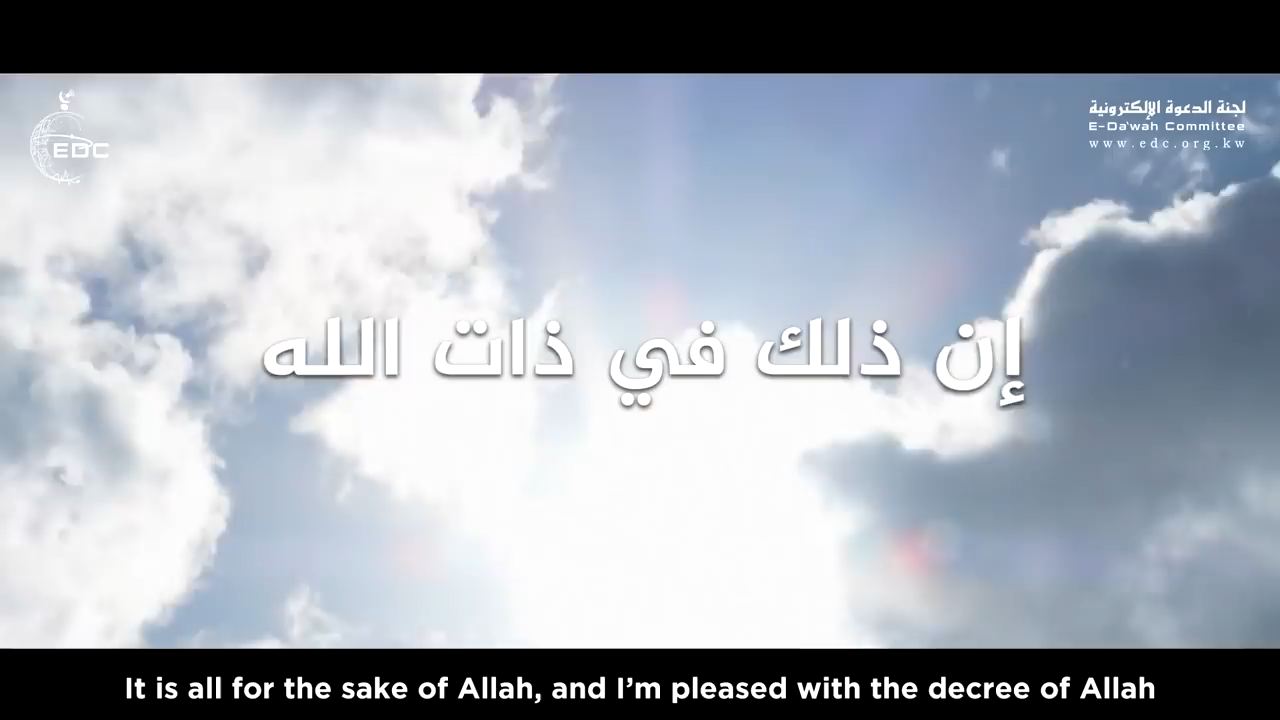 EDC
لجنة الدعوة الإلكترونية
E-Da'wah Committee
www.edc.org.kw
إن ذلك في ذات الله
It is all for the sake of Allah, and I'm pleased with the decree of Allah